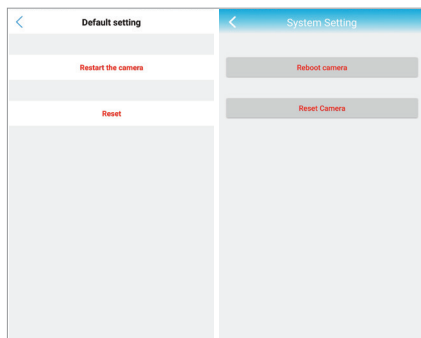 Default setting
Restart the camera
Reset
System Setting
Reboot camera
Reset Camera